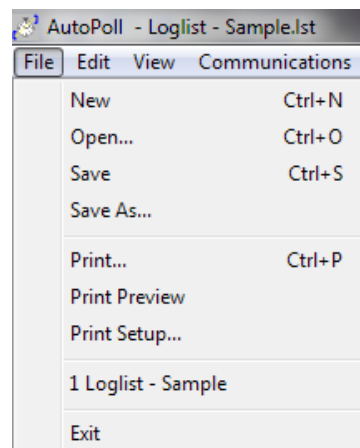 AutoPoll - Loglist - Sample.lst
File Edit View Communications
New Ctrl+N
Open... Ctrl+O
Save Ctrl+S
Save As...
Print... Ctrl+P
Print Preview
Print Setup...
1 Loglist - Sample
Exit